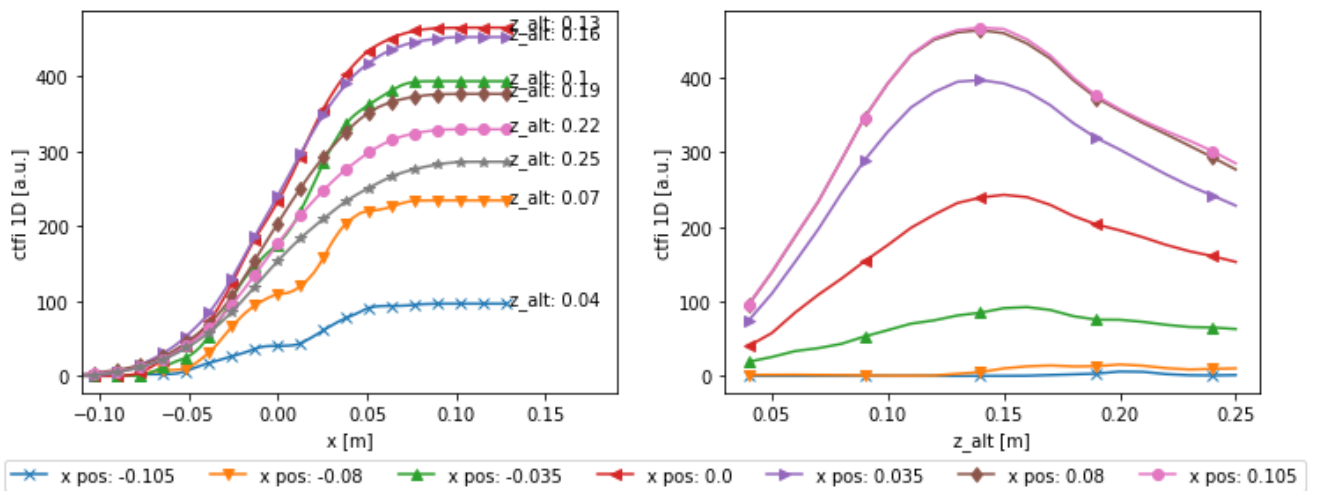 z_alt: 0.13
z_alt: 0.16
z_alt: 0.1
z_alt: 0.19
z_alt: 0.22
z_alt: 0.25
z_alt: 0.07
z_alt: 0.04
ctfi 1D [a.u.]
400
300
200
100
0
−0.10 −0.05 0.00 0.05 0.10 0.15
x [m]
ctfi 1D [a.u.]
400
300
200
100
0
0.05 0.10 0.15 0.20 0.25
z_alt [m]
x pos: -0.105 x pos: -0.08 x pos: -0.035 x pos: 0.0 x pos: 0.035 x pos: 0.08 x pos: 0.105